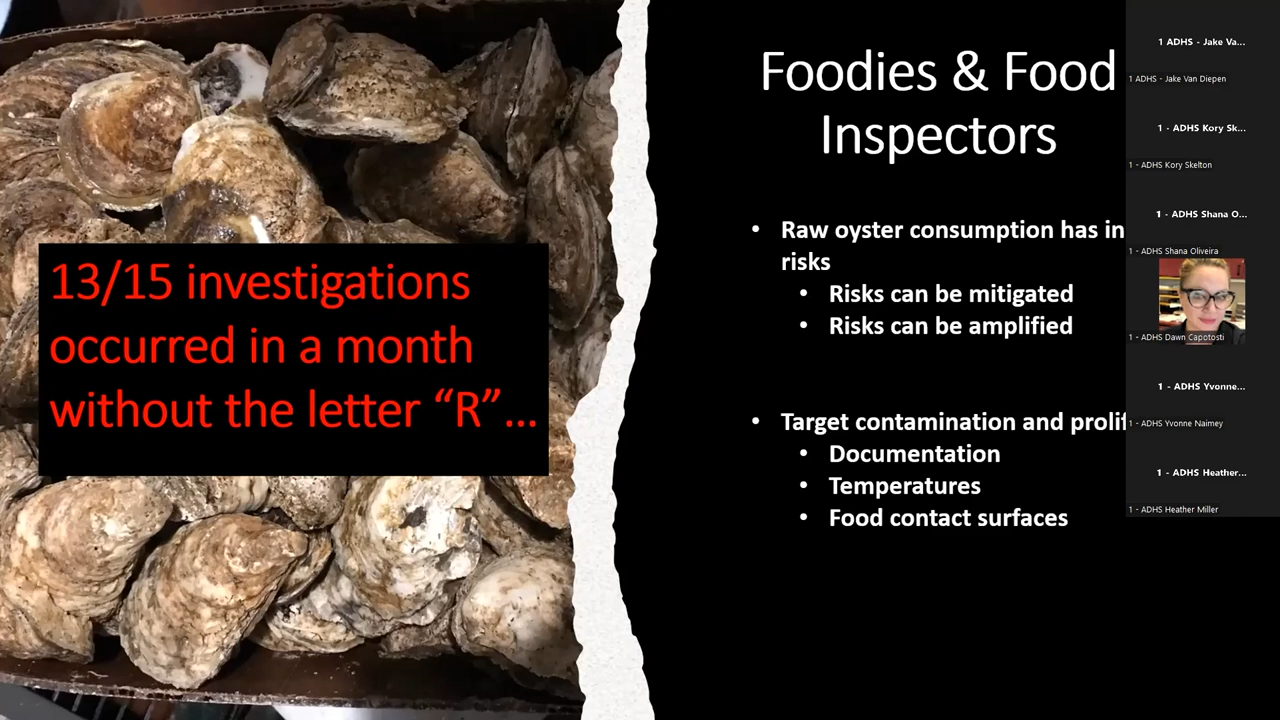 Foodies & Food
Inspectors
13/15 investigations
occurred in a month
without the letter “R”...
• Raw oyster consumption has in
risks
• Risks can be mitigated
• Risks can be amplified
• Target contamination and prolif
• Documentation
• Temperatures
• Food contact surfaces
1 ADHS - Jake Va...
1 ADHS - Jake Van Diepen
1 - ADHS Kory Sk...
1 - ADHS Kory Skelton
1 - ADHS Shana O...
1 - ADHS Shana Oliveira
1 - ADHS Dawn Capotosti
1 - ADHS Yvonne...
1 - ADHS Yvonne Naimey
1 - ADHS Heather...
1 - ADHS Heather Miller